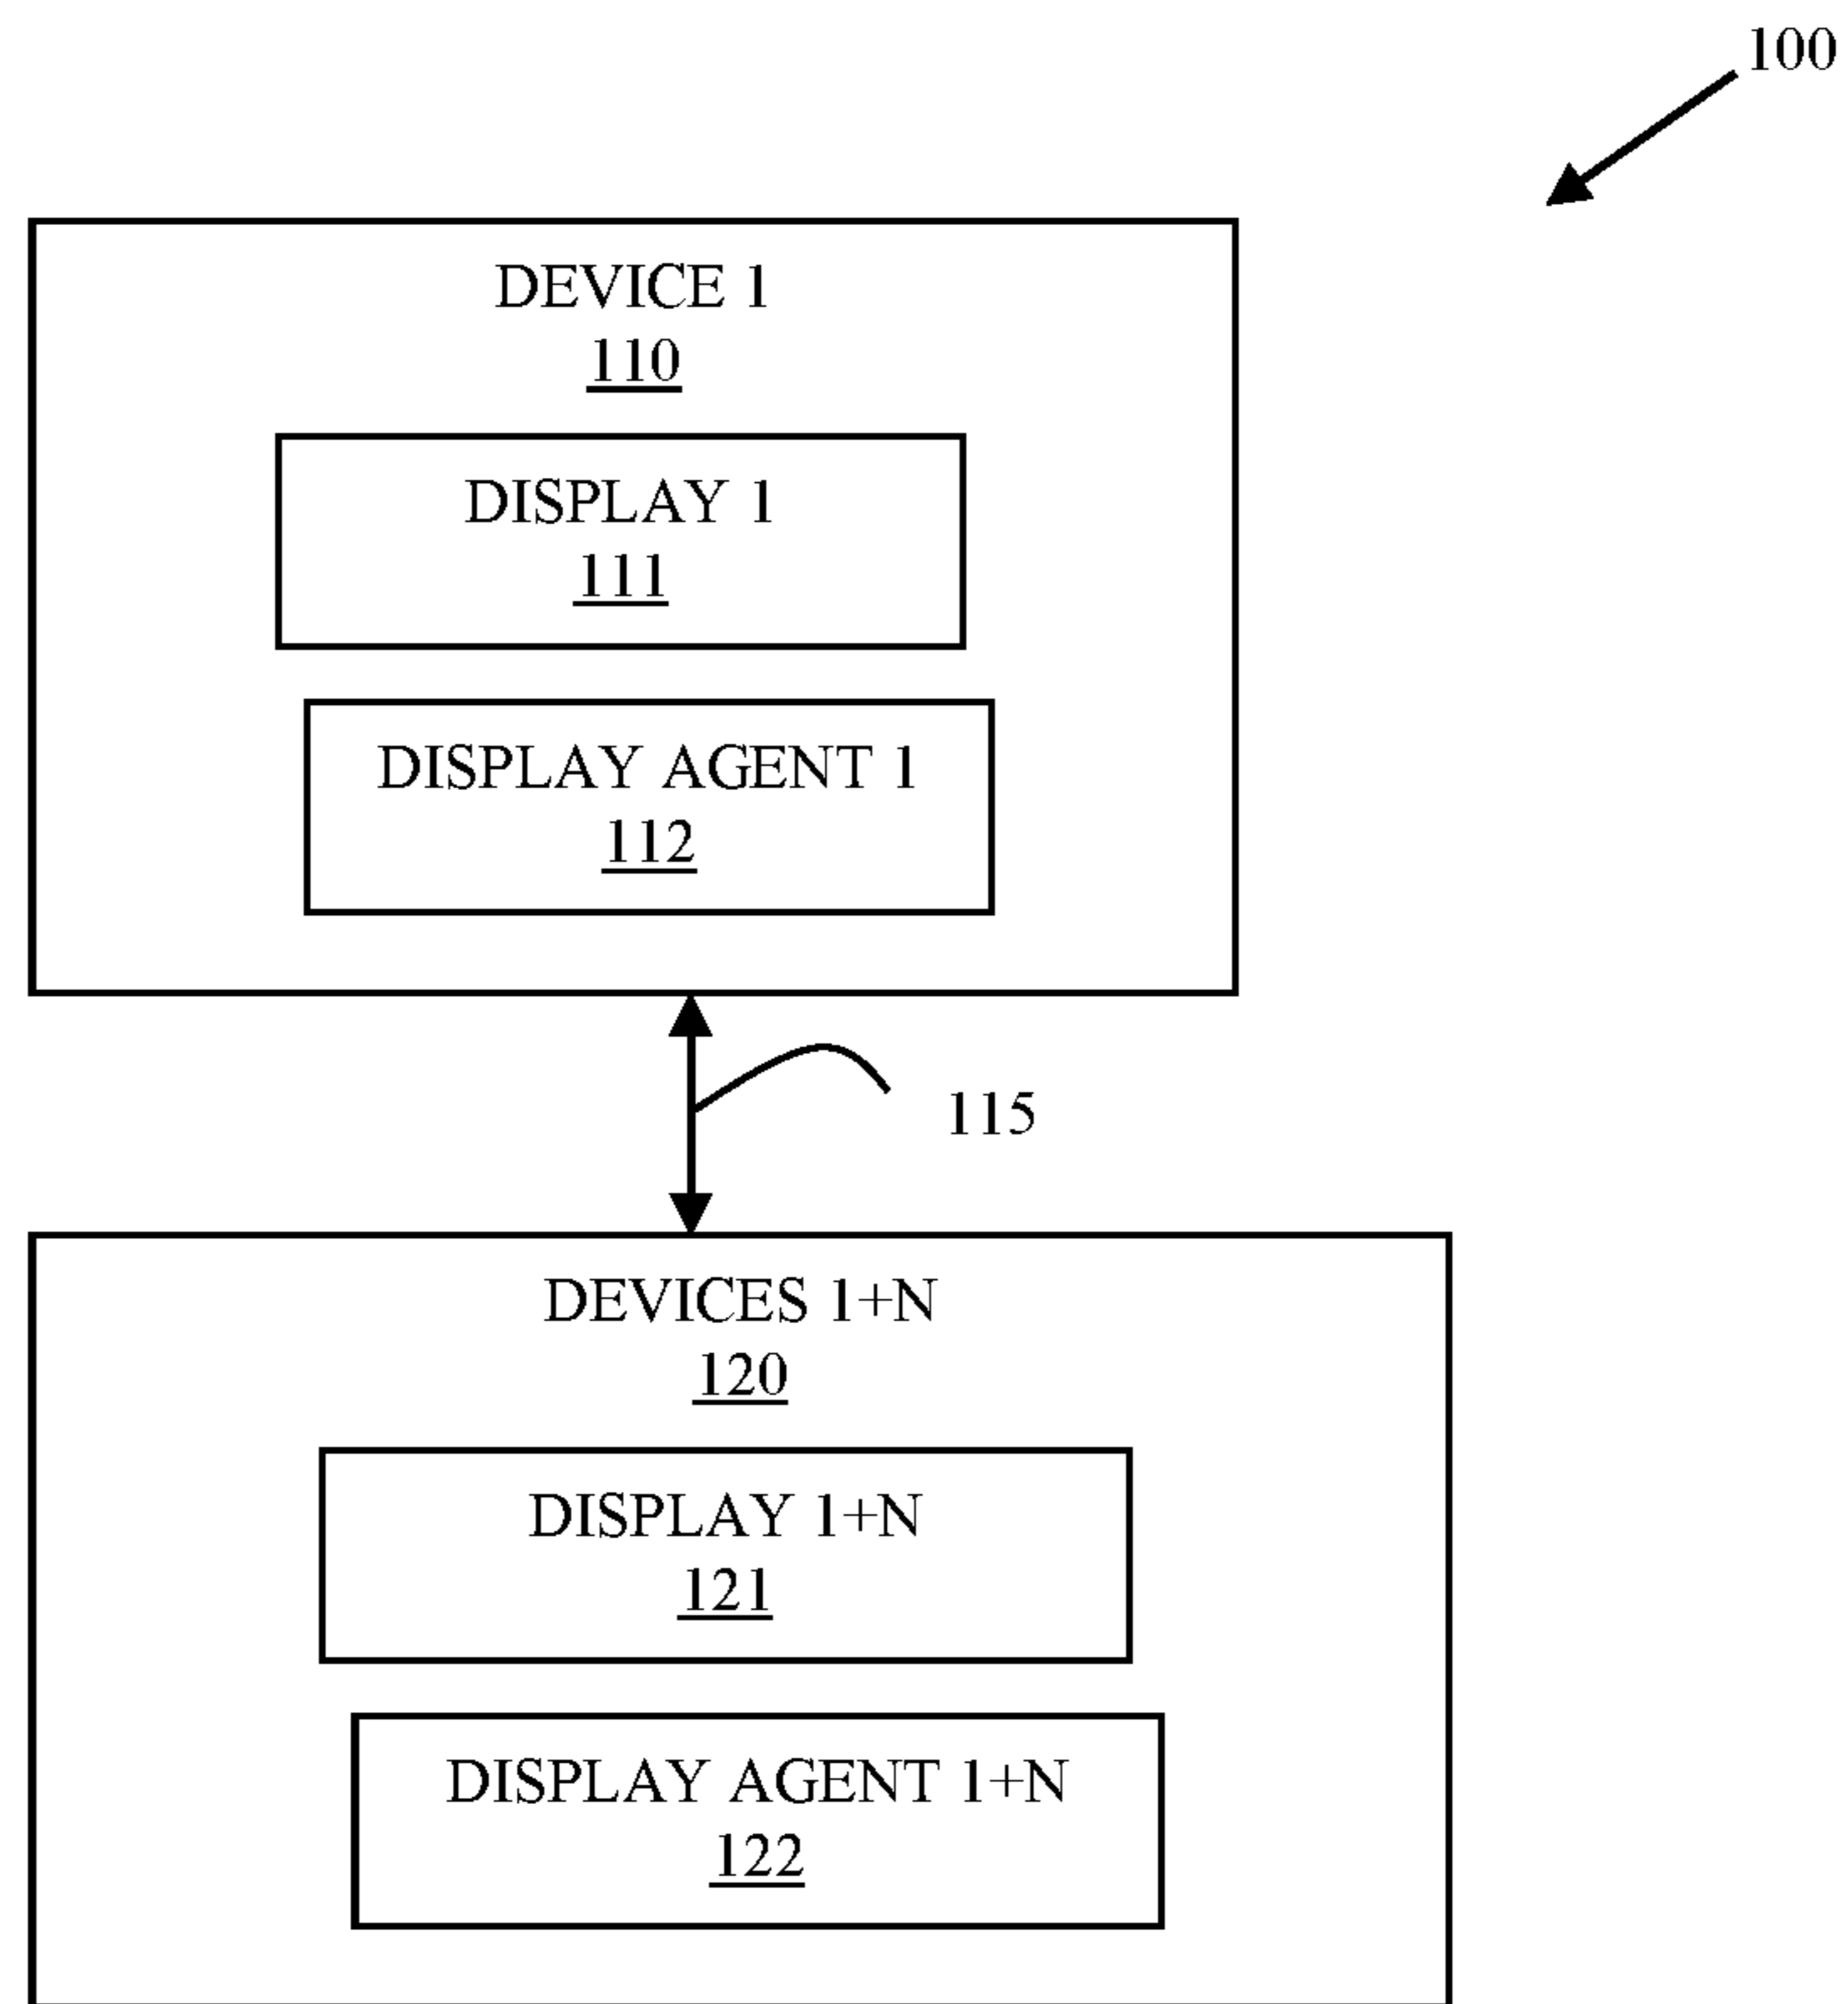 100
DEVICE 1
110
DISPLAY 1
111
DISPLAY AGENT 1
112
115
DEVICES 1+N
120
DISPLAY 1+N
121
DISPLAY AGENT 1+N
122